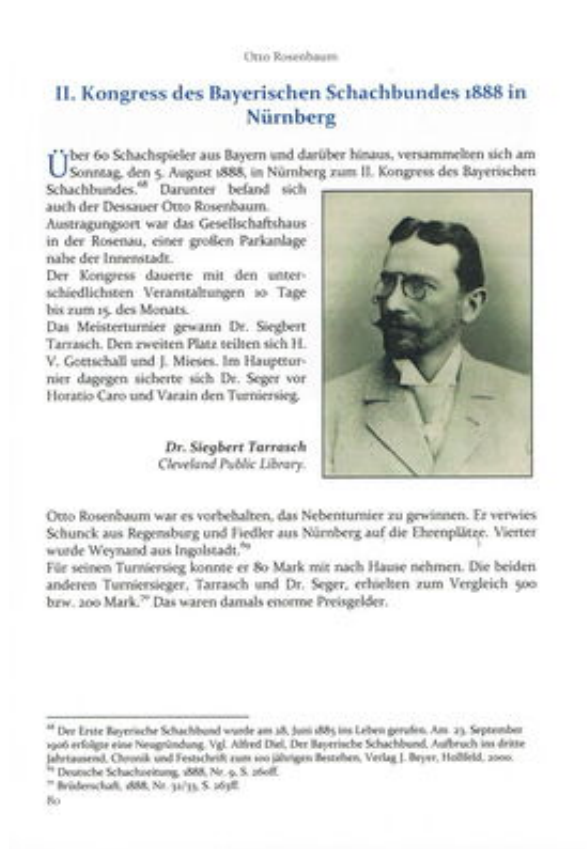 Otto Rosenbaum
II. Kongress des Bayerischen Schachbundes 1888 in
Nürnberg
Über 60 Schachspieler aus Bayern und darüber hinaus, versammelten sich am
Sonntag, den 5. August 1888, in Nürnberg zum II. Kongress des Bayerischen
Schachbundes.⁶⁸ Darunter befand sich
auch der Dessauer Otto Rosenbaum.
Austragungsort war das Gesellschaftshaus
in der Rosenau, einer großen Parkanlage
nahe der Innenstadt.
Der Kongress dauerte mit den unter-
schiedlichsten Veranstaltungen 10 Tage
bis zum 15. des Monats.
Das Meisterturnier gewann Dr. Siegbert
Tarrasch. Den zweiten Platz teilten sich H.
V. Gottschall und J. Mieses. Im Hauptur-
nier dagegen sicherte sich Dr. Seger vor
Horatio Caro und Varain den Turniersieg.
Dr. Siegbert Tarrasch
Cleveland Public Library.
Otto Rosenbaum war es vorbehalten, das Nebenturnier zu gewinnen. Er verwies
Schunck aus Regensburg und Fiedler aus Nürnberg auf die Ehrenplätze. Vierter
wurde Weynand aus Ingolstadt.⁶⁹
Für seinen Turniersieg konnte er 80 Mark mit nach Hause nehmen. Die beiden
anderen Turniersieger, Tarrasch und Dr. Seger, erhielten zum Vergleich 500
bzw. 200 Mark.⁷⁰ Das waren damals enorme Preisgelder.
⁶⁸ Der Erste Bayerische Schachbund wurde am 28. Juni 1885 ins Leben gerufen. Am 23. September
1906 erfolgte eine Neugründung. Vgl. Alfred Diel, Der Bayerische Schachbund, Aufbruch ins dritte
Jahrtausend, Chronik und Festschrift zum 100 jährigen Bestehen, Verlag J. Beyer, Hollfeld, 2000.
⁶⁹ Deutsche Schachzeitung, 1888, Nr. 9, S. 260ff.
⁷⁰ Brüderschaft, 1888, Nr. 32/33, S. 263ff.
80